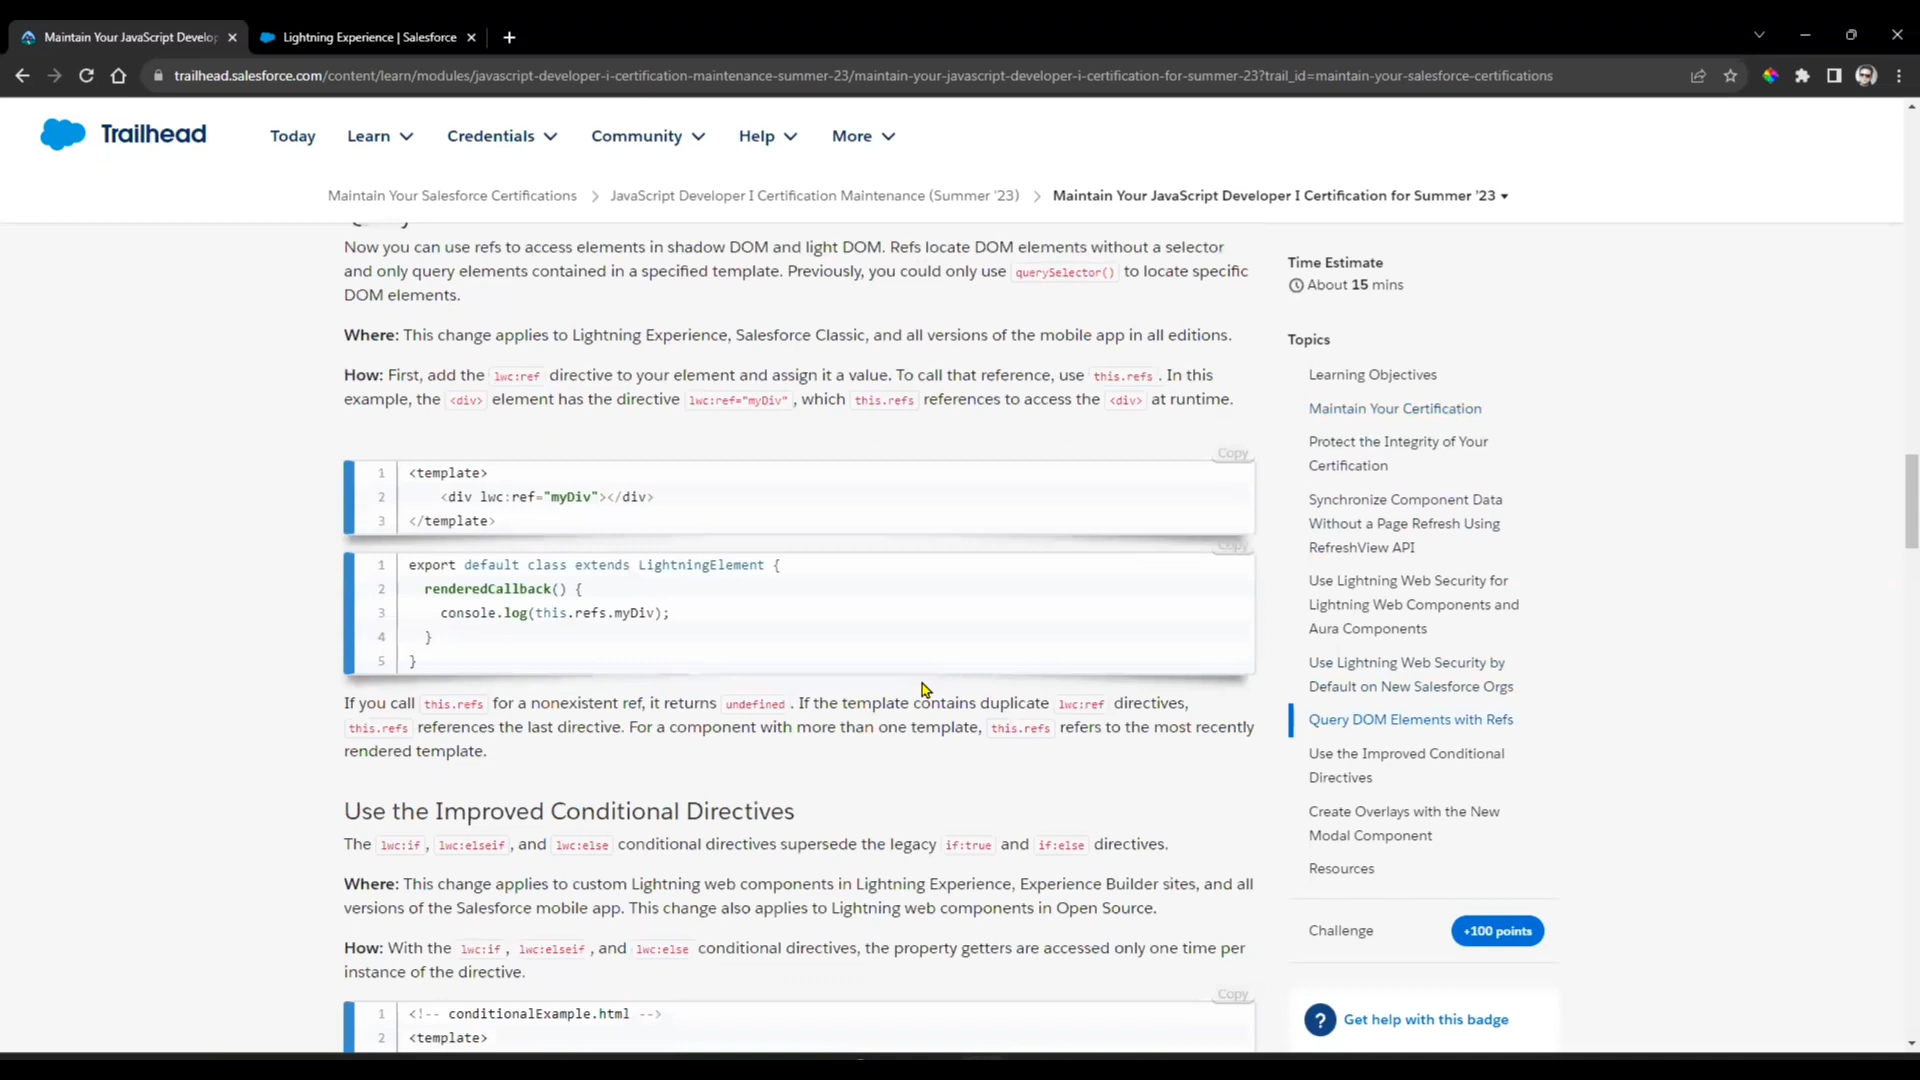 Maintain Your JavaScript Develop
Lightning Experience | Salesforce
trailhead.salesforce.com/content/learn/modules/javascript-developer-i-certification-maintenance-summer-23/maintain-your-javascript-developer-i-certification-for-summer-23?trail_id=maintain-your-salesforce-certifications
Trailhead
Today Learn Credentials Community Help More
Maintain Your Salesforce Certifications > JavaScript Developer I Certification Maintenance (Summer '23) > Maintain Your JavaScript Developer I Certification for Summer '23
Now you can use refs to access elements in shadow DOM and light DOM. Refs locate DOM elements without a selector
and only query elements contained in a specified template. Previously, you could only use querySelector() to locate specific
DOM elements.
Where: This change applies to Lightning Experience, Salesforce Classic, and all versions of the mobile app in all editions.
How: First, add the lwc:ref directive to your element and assign it a value. To call that reference, use this.refs . In this
example, the <div> element has the directive lwc:ref="myDiv" , which this.refs references to access the <div> at runtime.
Copy
1 <template>
2 <div lwc:ref="myDiv"></div>
3 </template>
Copy
1 export default class extends LightningElement {
2 renderedCallback() {
3 console.log(this.refs.myDiv);
4 }
5 }
If you call this.refs for a nonexistent ref, it returns undefined . If the template contains duplicate lwc:ref directives,
this.refs references the last directive. For a component with more than one template, this.refs refers to the most recently
rendered template.
Use the Improved Conditional Directives
The lwc:if , lwc:elseif , and lwc:else conditional directives supersede the legacy if:true and if:else directives.
Where: This change applies to custom Lightning web components in Lightning Experience, Experience Builder sites, and all
versions of the Salesforce mobile app. This change also applies to Lightning web components in Open Source.
How: With the lwc:if , lwc:elseif , and lwc:else conditional directives, the property getters are accessed only one time per
instance of the directive.
Copy
1 <!-- conditionalExample.html -->
2 <template>
Time Estimate
About 15 mins
Topics
Learning Objectives
Maintain Your Certification
Protect the Integrity of Your
Certification
Synchronize Component Data
Without a Page Refresh Using
RefreshView API
Use Lightning Web Security for
Lightning Web Components and
Aura Components
Use Lightning Web Security by
Default on New Salesforce Orgs
Query DOM Elements with Refs
Use the Improved Conditional
Directives
Create Overlays with the New
Modal Component
Resources
Challenge +100 points
? Get help with this badge